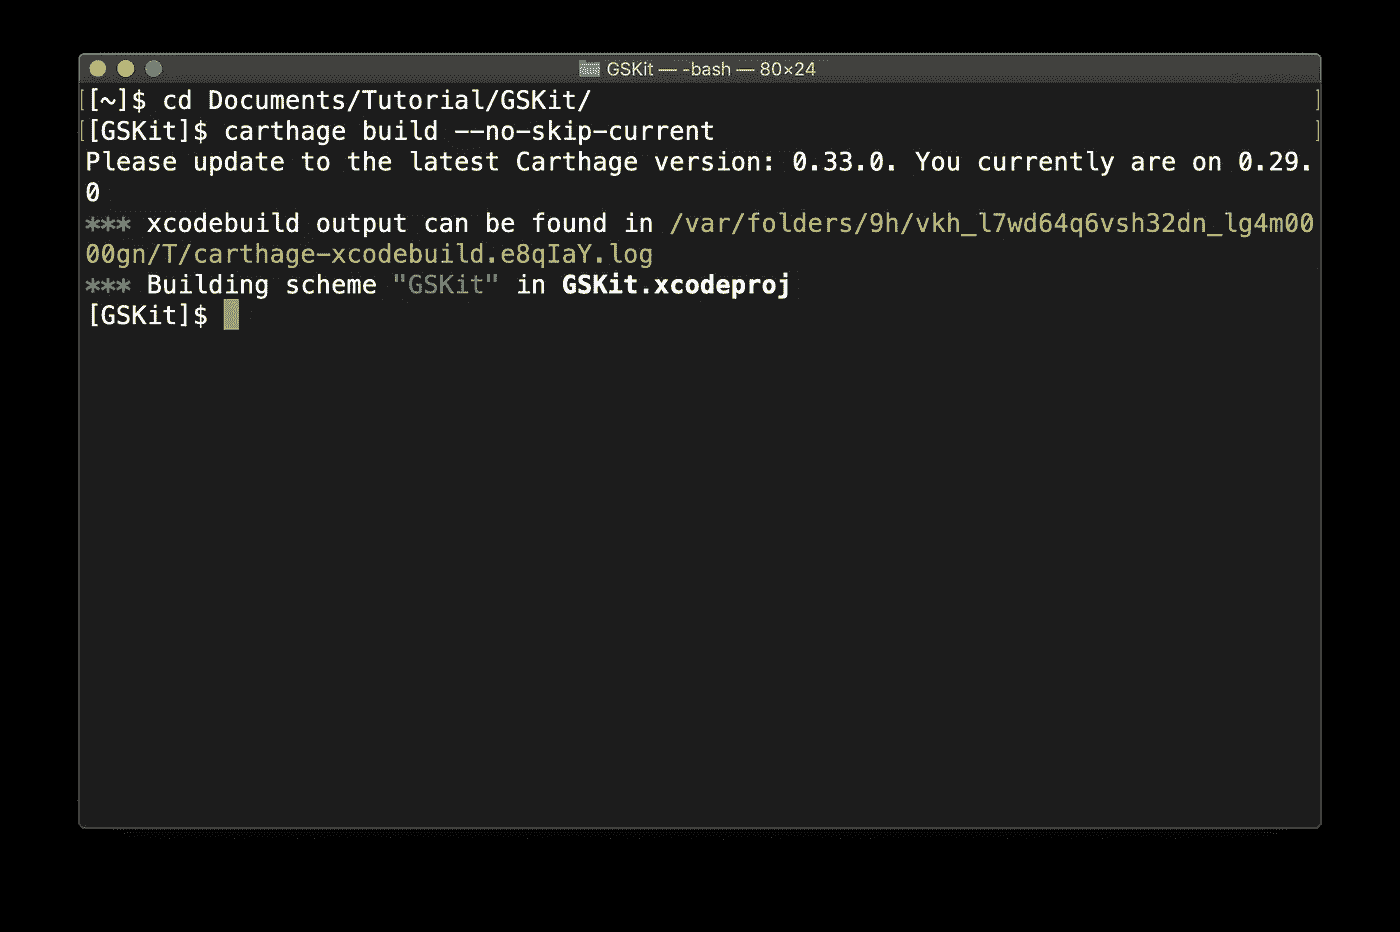 GSKit — -bash — 80×24
[[~]$ cd Documents/Tutorial/GSKit/ ]
[[GSKit]$ carthage build --no-skip-current ]
Please update to the latest Carthage version: 0.33.0. You currently are on 0.29.
0
*** xcodebuild output can be found in /var/folders/9h/vkh_l7wd64q6vsh32dn_lg4m00
00gn/T/carthage-xcodebuild.e8qIaY.log
*** Building scheme "GSKit" in GSKit.xcodeproj
[GSKit]$